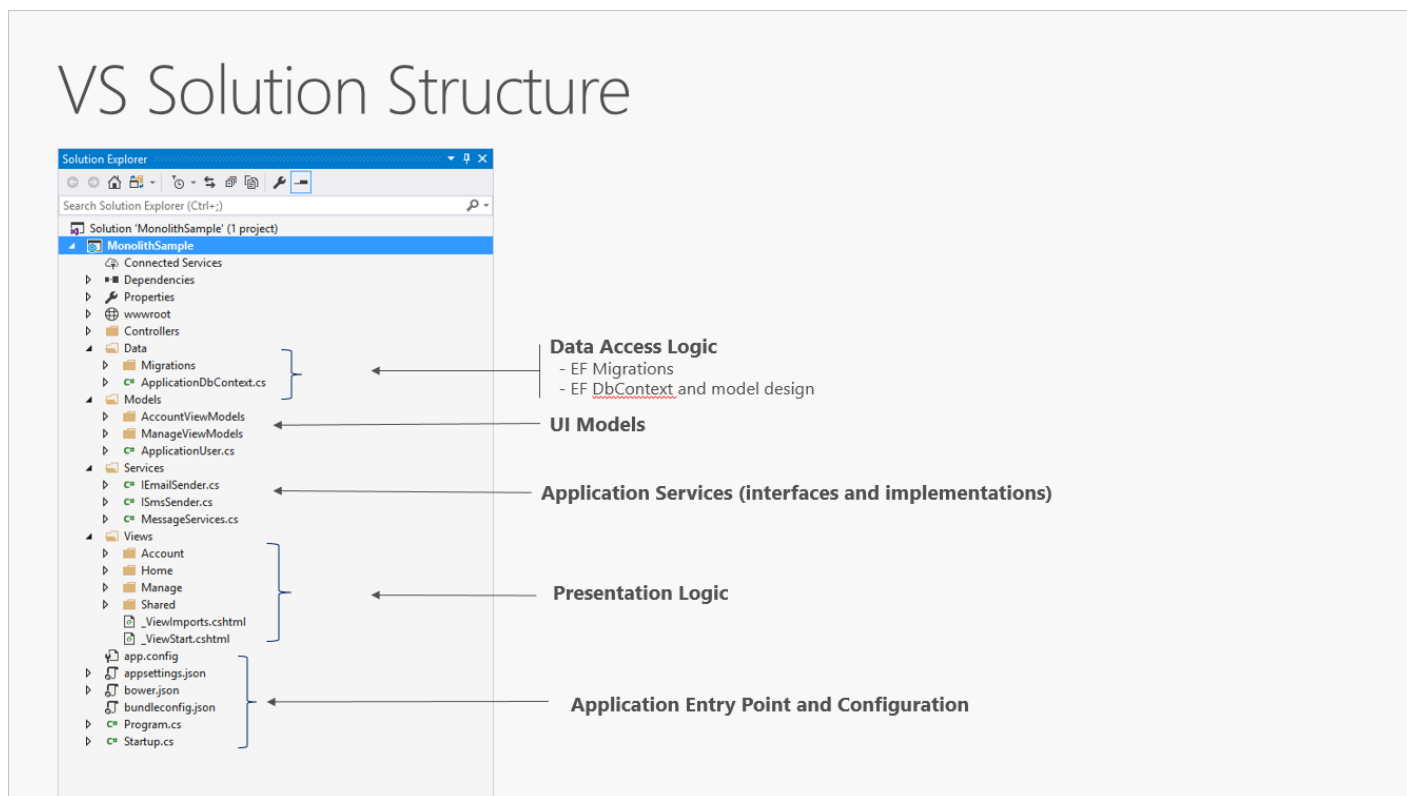 VS Solution Structure
Solution Explorer
Search Solution Explorer (Ctrl+;)
Solution 'MonolithSample' (1 project)
MonolithSample
Connected Services
Dependencies
Properties
wwwroot
Controllers
Data
Migrations
C# ApplicationDbContext.cs
Models
AccountViewModels
ManageViewModels
C# ApplicationUser.cs
Services
C# IEmailSender.cs
C# ISmsSender.cs
C# MessageServices.cs
Views
Account
Home
Manage
Shared
_ViewImports.cshtml
_ViewStart.cshtml
app.config
appsettings.json
bower.json
bundleconfig.json
C# Program.cs
C# Startup.cs
Data Access Logic
- EF Migrations
- EF DbContext and model design
UI Models
Application Services (interfaces and implementations)
Presentation Logic
Application Entry Point and Configuration